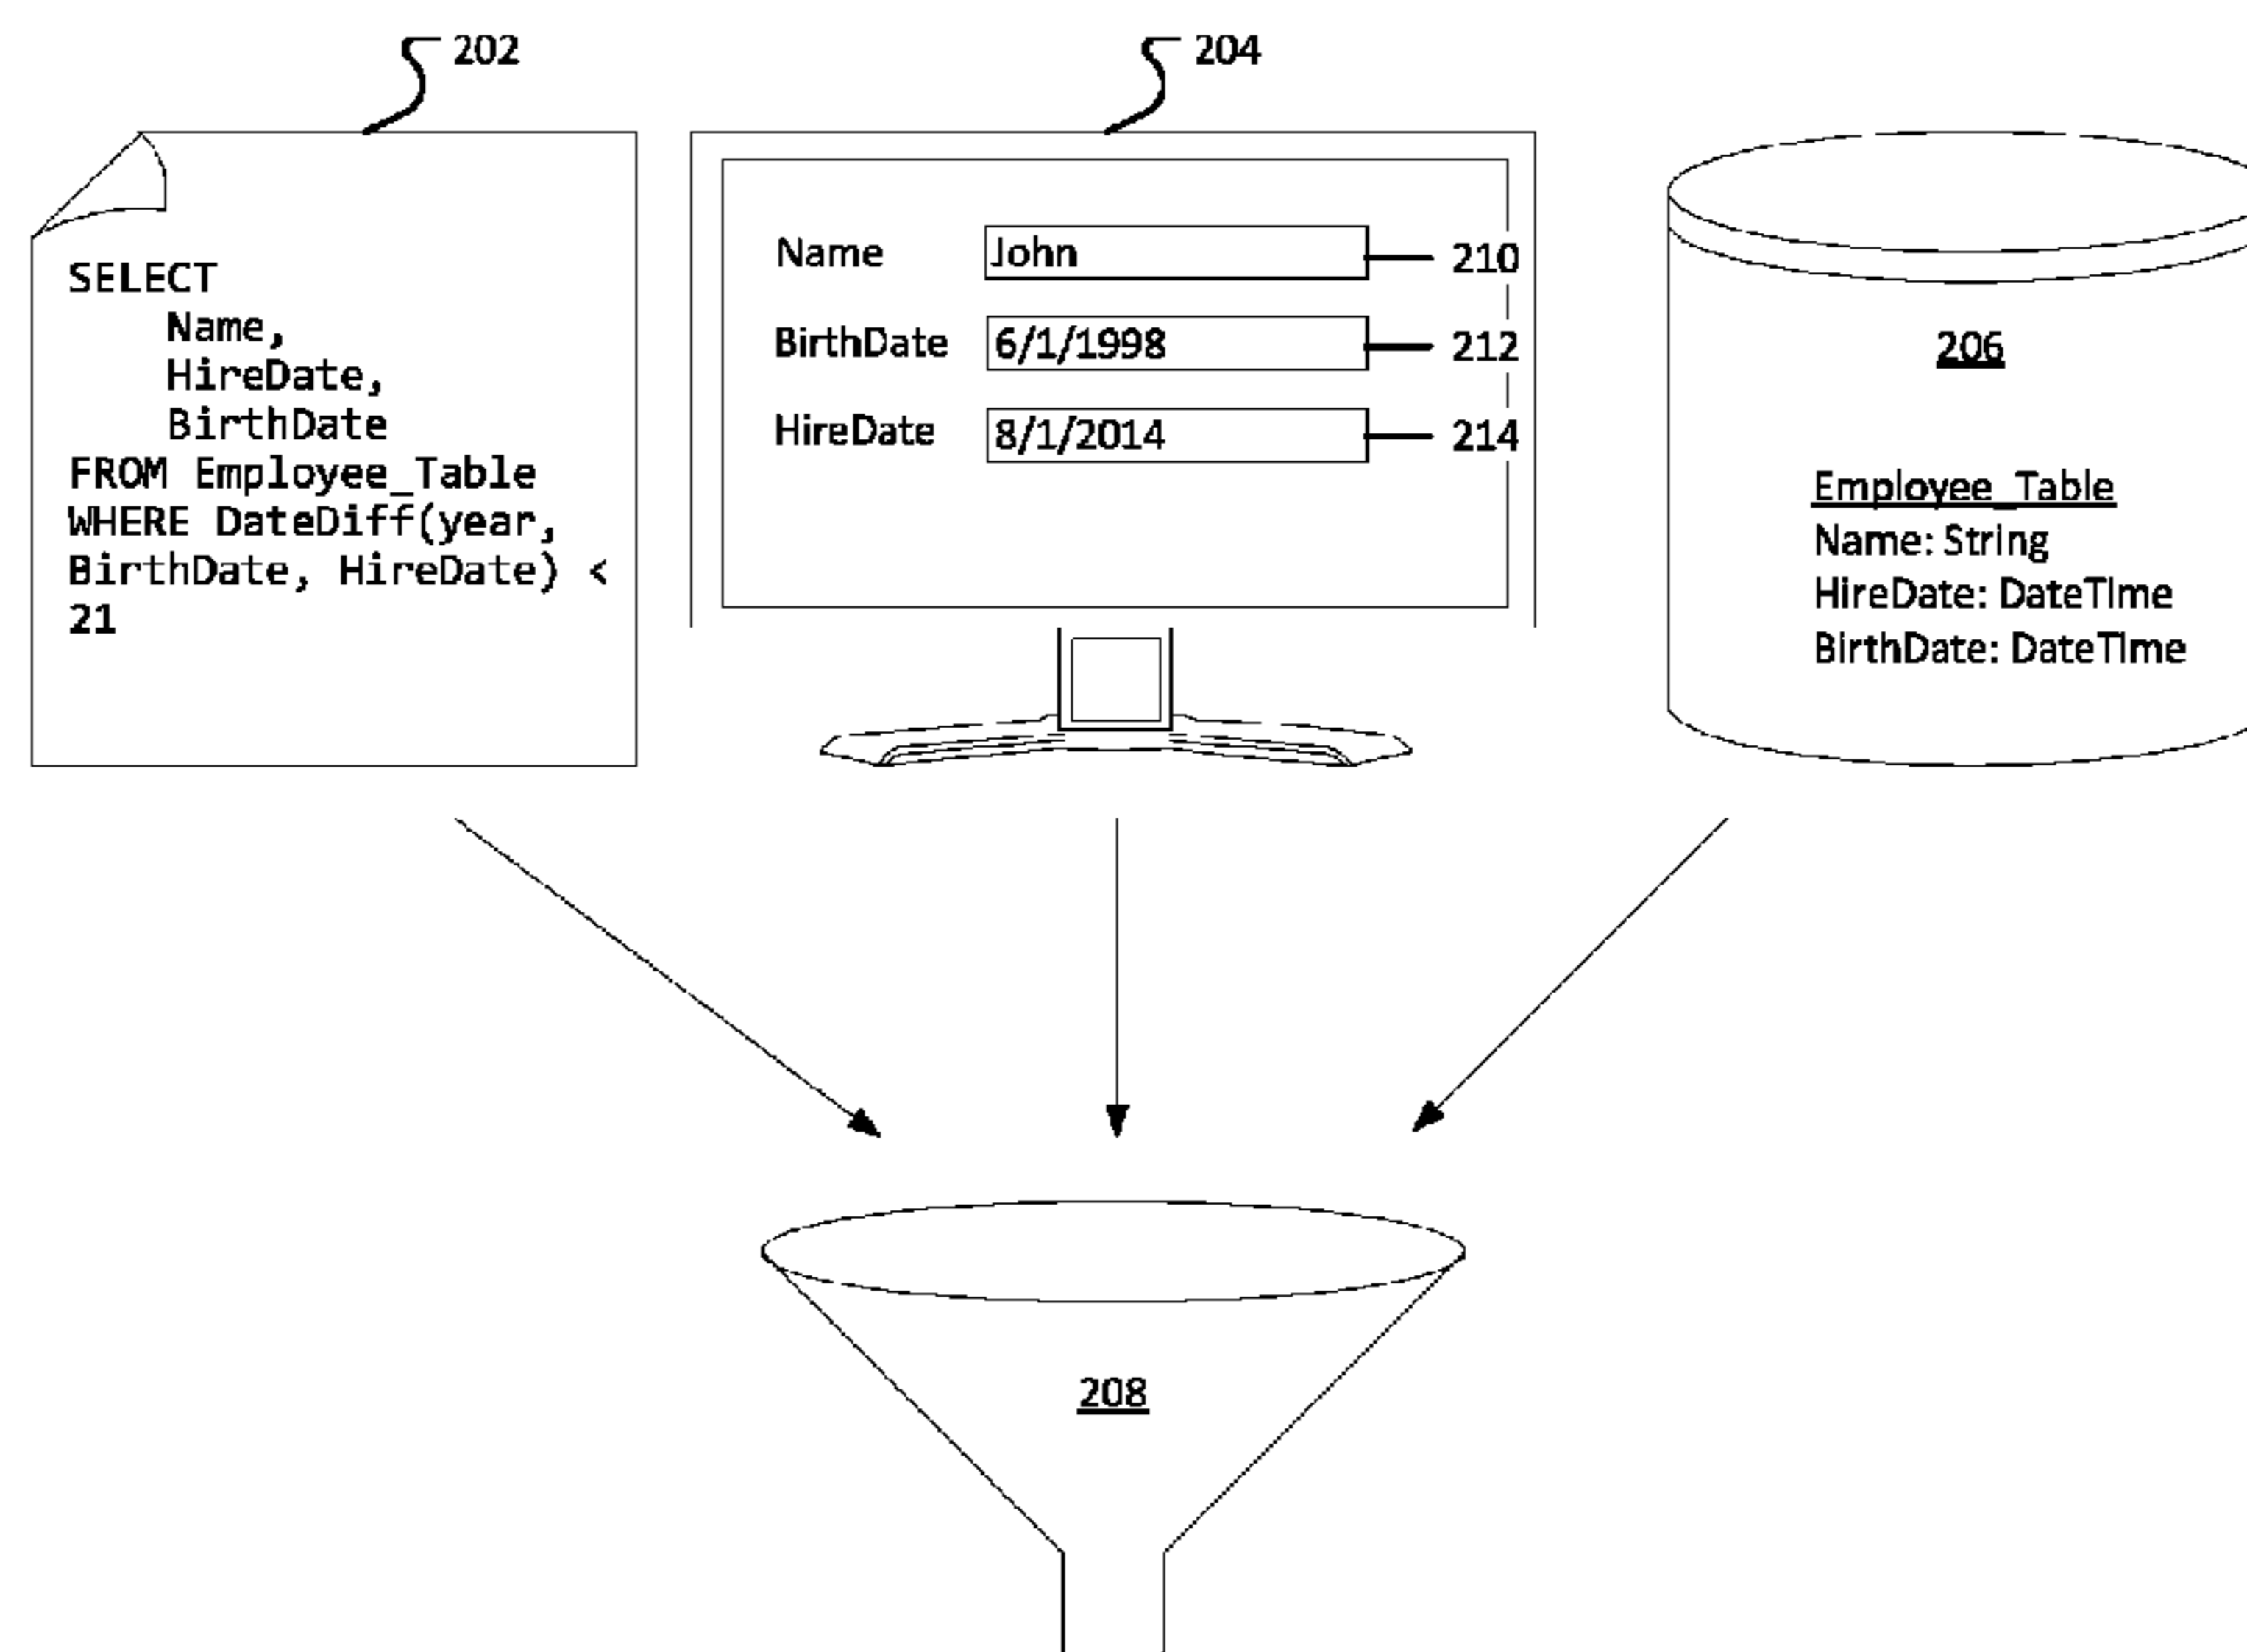 202
SELECT
Name,
HireDate,
BirthDate
FROM Employee_Table
WHERE DateDiff(year,
BirthDate, HireDate) <
21
204
Name John 210
BirthDate 6/1/1998 212
HireDate 8/1/2014 214
206
Employee_Table
Name: String
HireDate: DateTime
BirthDate: DateTime
208